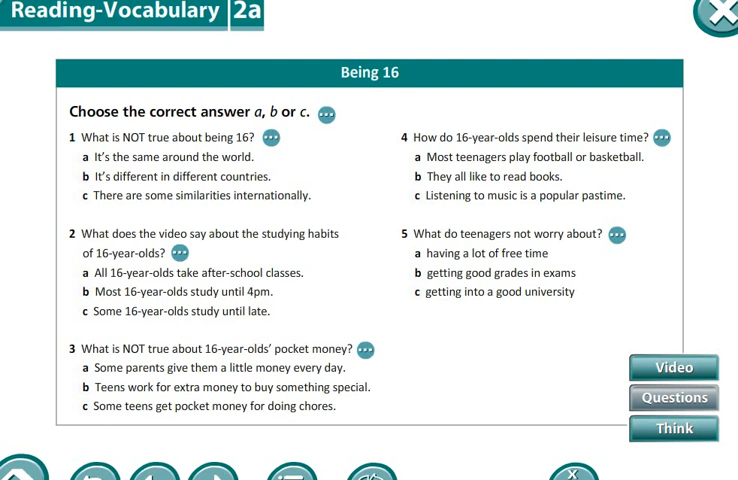 Reading-Vocabulary 2a
Being 16
Choose the correct answer a, b or c.
1 What is NOT true about being 16?
a It's the same around the world.
b It's different in different countries.
c There are some similarities internationally.
2 What does the video say about the studying habits
of 16-year-olds?
a All 16-year-olds take after-school classes.
b Most 16-year-olds study until 4pm.
c Some 16-year-olds study until late.
3 What is NOT true about 16-year-olds' pocket money?
a Some parents give them a little money every day.
b Teens work for extra money to buy something special.
c Some teens get pocket money for doing chores.
4 How do 16-year-olds spend their leisure time?
a Most teenagers play football or basketball.
b They all like to read books.
c Listening to music is a popular pastime.
5 What do teenagers not worry about?
a having a lot of free time
b getting good grades in exams
c getting into a good university
Video
Questions
Think